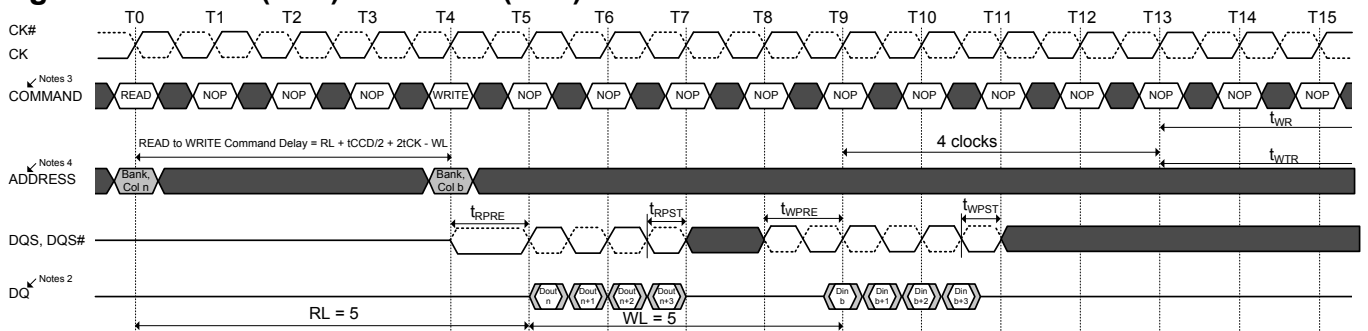 T0 T1 T2 T3 T4 T5 T6 T7 T8 T9 T10 T11 T12 T13 T14 T15
CK#
CK
Notes 3
COMMAND READ NOP NOP NOP WRITE NOP NOP NOP NOP NOP NOP NOP NOP NOP NOP NOP
tWR
READ to WRITE Command Delay = RL + tCCD/2 + 2tCK - WL
4 clocks
tWTR
Notes 4
ADDRESS
Bank, Col n
Bank, Col b
tRPRE tRPST tWPRE tWPST
DQS, DQS#
Notes 2
DQ
Dout n
Dout n+1
Dout n+2
Dout n+3
Din b
Din b+1
Din b+2
Din b+3
RL = 5
WL = 5